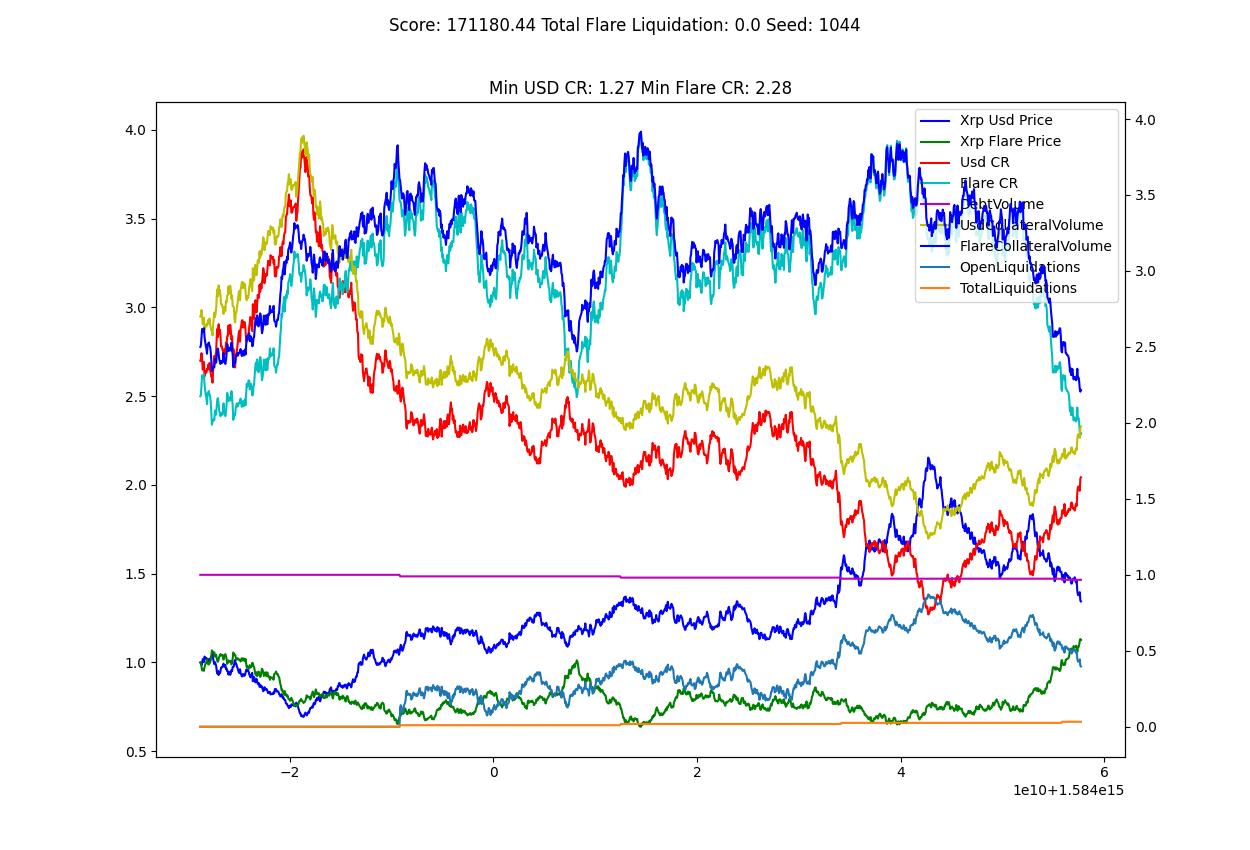 Score: 171180.44 Total Flare Liquidation: 0.0 Seed: 1044
Min USD CR: 1.27 Min Flare CR: 2.28
4.0
3.5
3.0
2.5
2.0
1.5
1.0
0.5
Xrp Usd Price
Xrp Flare Price
Usd CR
Flare CR
DebtVolume
UsdCollateralVolume
FlareCollateralVolume
OpenLiquidations
TotalLiquidations
4.0
3.5
3.0
2.5
2.0
1.5
1.0
0.5
0.0
−2 0 2 4 6
1e10+1.584e15